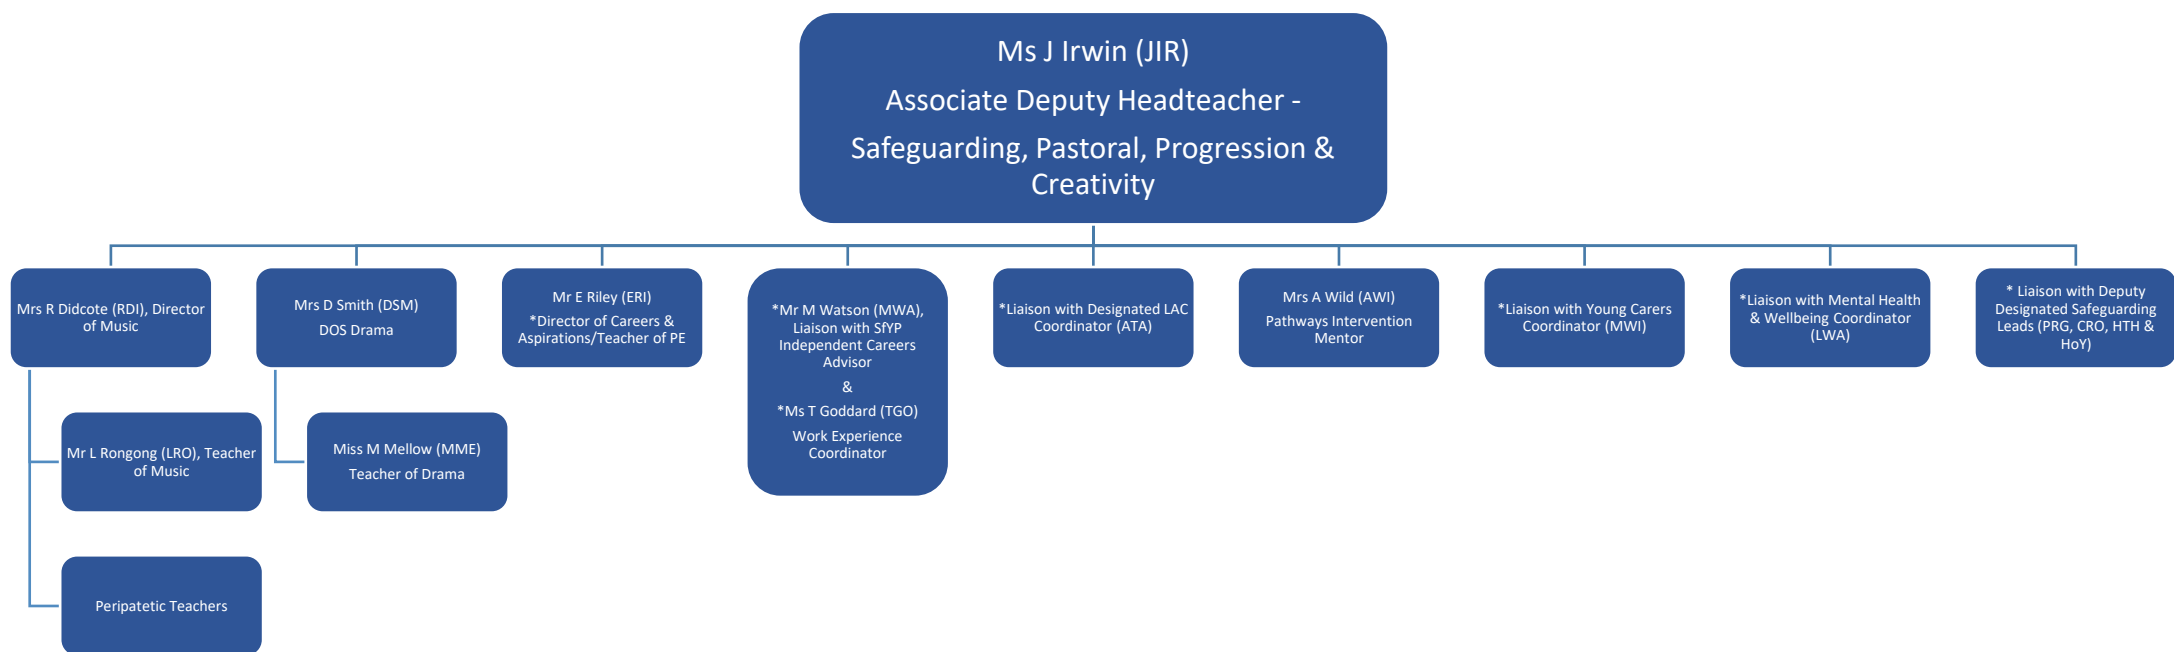 Ms J Irwin (JIR)
Associate Deputy Headteacher -
Safeguarding, Pastoral, Progression &
Creativity
Mrs R Didcote (RDI), Director
of Music
Mrs D Smith (DSM)
DOS Drama
Mr E Riley (ERI)
*Director of Careers &
Aspirations/Teacher of PE
*Mr M Watson (MWA),
Liaison with SfYP
Independent Careers
Advisor
&
*Ms T Goddard (TGO)
Work Experience
Coordinator
*Liaison with Designated LAC
Coordinator (ATA)
Mrs A Wild (AWI)
Pathways Intervention
Mentor
*Liaison with Young Carers
Coordinator (MWI)
*Liaison with Mental Health
& Wellbeing Coordinator
(LWA)
* Liaison with Deputy
Designated Safeguarding
Leads (PRG, CRO, HTH &
HoY)
Mr L Rongong (LRO), Teacher
of Music
Miss M Mellow (MME)
Teacher of Drama
Peripatetic Teachers